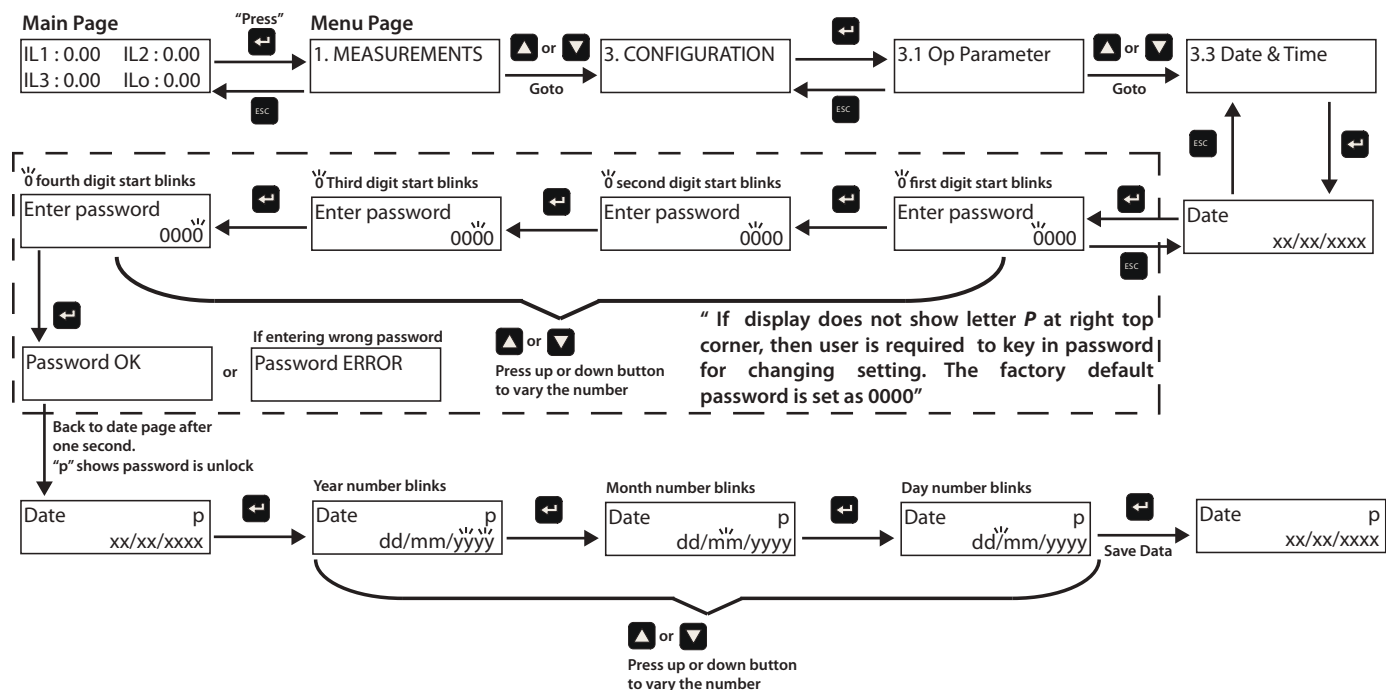 Main Page
"Press"
Menu Page
IL1 : 0.00 IL2 : 0.00
IL3 : 0.00 ILo : 0.00
ESC
1. MEASUREMENTS
or
Goto
3. CONFIGURATION
ESC
3.1 Op Parameter
or
Goto
3.3 Date & Time
ESC
0 fourth digit start blinks
Enter password
0000
0 Third digit start blinks
Enter password
0000
0 second digit start blinks
Enter password
0000
0 first digit start blinks
Enter password
0000
ESC
Date
xx/xx/xxxx
Password OK
or
If entering wrong password
Password ERROR
or
Press up or down button
to vary the number
" If display does not show letter P at right top
corner, then user is required to key in password
for changing setting. The factory default
password is set as 0000"
Back to date page after
one second.
"p" shows password is unlock
Date p
xx/xx/xxxx
Year number blinks
Date p
dd/mm/yyyy
Month number blinks
Date p
dd/mm/yyyy
Day number blinks
Date p
dd/mm/yyyy
Save Data
Date p
xx/xx/xxxx
or
Press up or down button
to vary the number